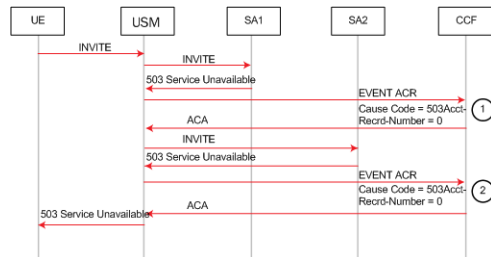 UE
USM
SA1
SA2
CCF
INVITE
INVITE
503 Service Unavailable
EVENT ACR
Cause Code = 503Acct-
Recrd-Number = 0
1
ACA
INVITE
503 Service Unavailable
EVENT ACR
Cause Code = 503Acct-
Recrd-Number = 0
2
ACA
503 Service Unavailable